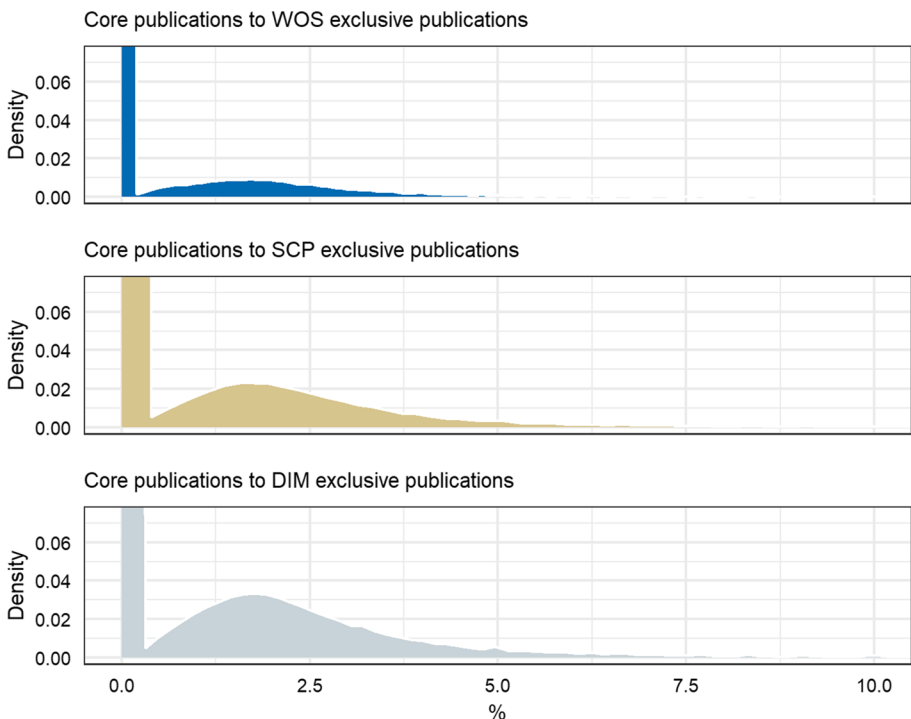 Core publications to WOS exclusive publications
Density
0.06
0.04
0.02
0.00
Core publications to SCP exclusive publications
Density
0.06
0.04
0.02
0.00
Core publications to DIM exclusive publications
Density
0.06
0.04
0.02
0.00
0.0 2.5 5.0 7.5 10.0
%